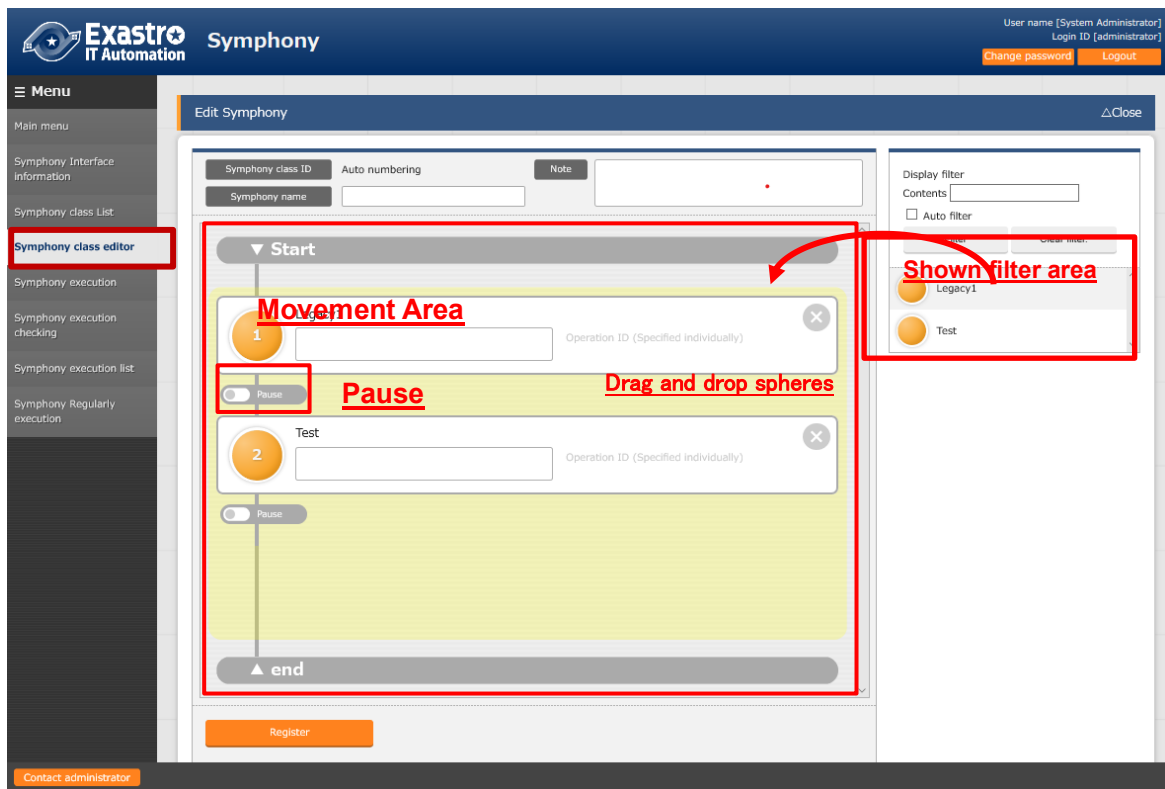 Exastro
IT Automation
Symphony
User name [System Administrator]
Login ID [administrator]
Change password
Logout
☰ Menu
Main menu
Symphony Interface
information
Symphony class List
Symphony class editor
Symphony execution
Symphony execution
checking
Symphony execution list
Symphony Regularly
execution
Contact administrator
Edit Symphony
△Close
Symphony class ID
Auto numbering
Note
Symphony name
▼ Start
Movement Area
Legacy1
1
Operation ID (Specified individually)
Drag and drop spheres
Pause
Pause
Test
2
Operation ID (Specified individually)
Pause
▲ end
Register
Display filter
Contents
Auto filter
Clear filter.
Shown filter area
Legacy1
Test